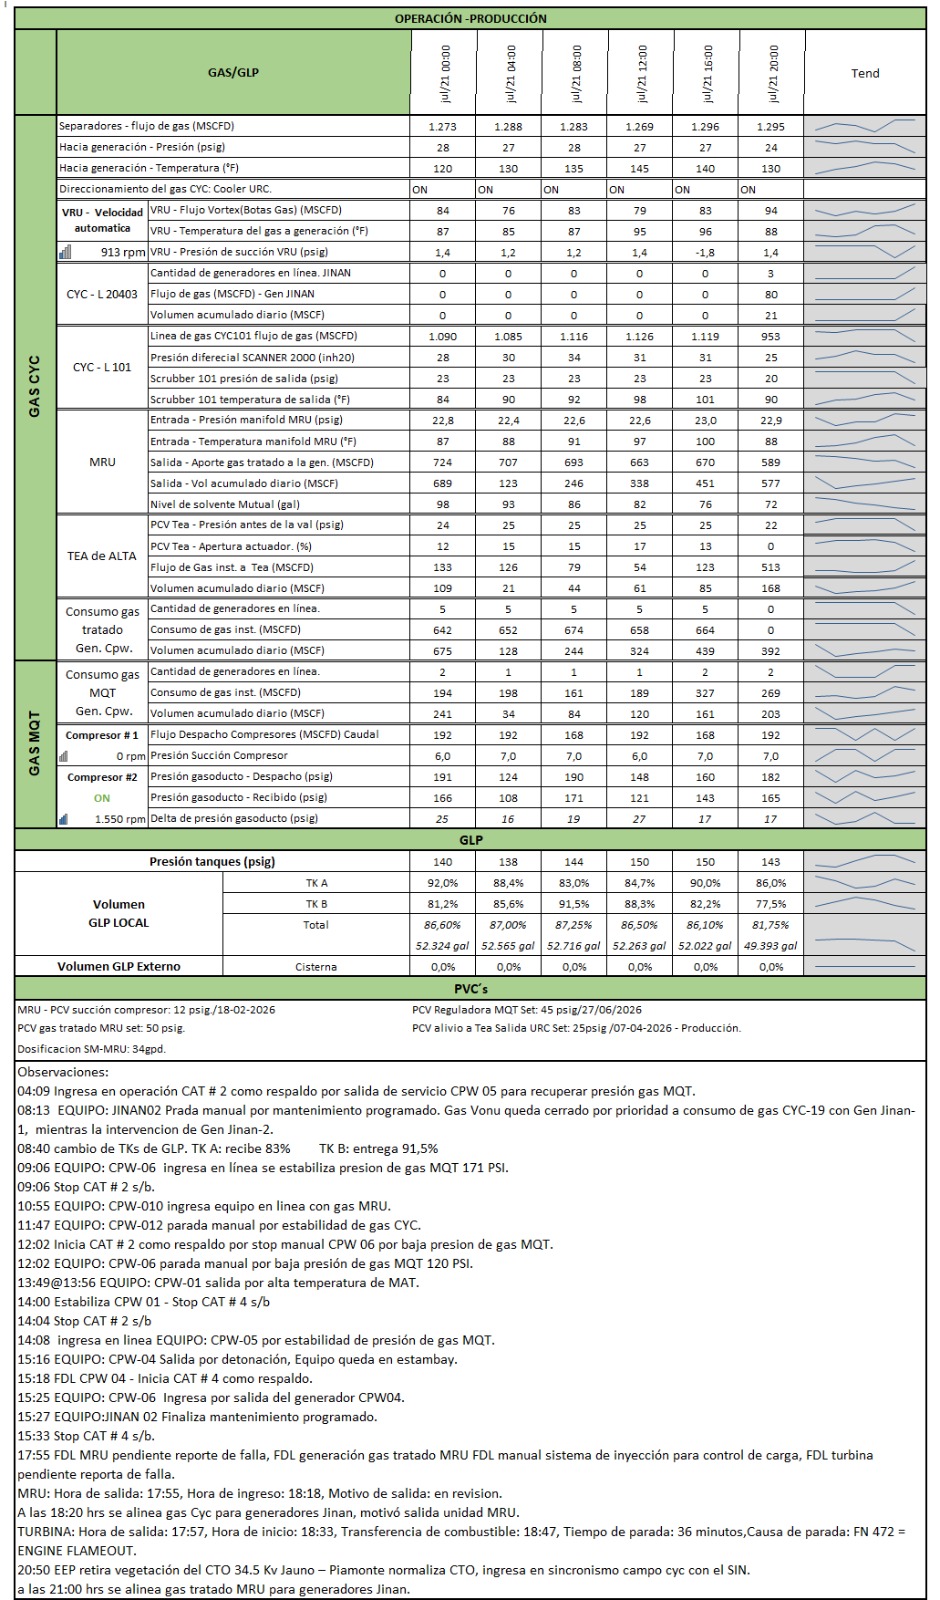 OPERACIÓN -PRODUCCIÓN
GAS/GLP jul/21 00:00 jul/21 04:00 jul/21 08:00 jul/21 12:00 jul/21 16:00 jul/21 20:00 Tend
GAS CYC
Separadores - flujo de gas (MSCFD) 1.273 1.288 1.283 1.269 1.296 1.295
Hacia generación - Presión (psig) 28 27 28 27 27 24
Hacia generación - Temperatura (°F) 120 130 135 145 140 130
Direccionamiento del gas CYC: Cooler URC. ON ON ON ON ON ON
VRU - Velocidad automatica
VRU - Flujo Vortex(Botas Gas) (MSCFD) 84 76 83 79 83 94
VRU - Temperatura del gas a generación (°F) 87 85 87 95 96 88
913 rpm VRU - Presión de succión VRU (psig) 1,4 1,2 1,2 1,4 -1,8 1,4
CYC - L 20403
Cantidad de generadores en línea. JINAN 0 0 0 0 0 3
Flujo de gas (MSCFD) - Gen JINAN 0 0 0 0 0 80
Volumen acumulado diario (MSCF) 0 0 0 0 0 21
CYC - L 101
Linea de gas CYC101 flujo de gas (MSCFD) 1.090 1.085 1.116 1.126 1.119 953
Presión diferecial SCANNER 2000 (inh20) 28 30 34 31 31 25
Scrubber 101 presión de salida (psig) 23 23 23 23 23 20
Scrubber 101 temperatura de salida (°F) 84 90 92 98 101 90
MRU
Entrada - Presión manifold MRU (psig) 22,8 22,4 22,6 22,6 23,0 22,9
Entrada - Temperatura manifold MRU (°F) 87 88 91 97 100 88
Salida - Aporte gas tratado a la gen. (MSCFD) 724 707 693 663 670 589
Salida - Vol acumulado diario (MSCF) 689 123 246 338 451 577
Nivel de solvente Mutual (gal) 98 93 86 82 76 72
TEA de ALTA
PCV Tea - Presión antes de la val (psig) 24 25 25 25 25 22
PCV Tea - Apertura actuador. (%) 12 15 15 17 13 0
Flujo de Gas inst. a Tea (MSCFD) 133 126 79 54 123 513
Volumen acumulado diario (MSCF) 109 21 44 61 85 168
Consumo gas tratado Gen. Cpw.
Cantidad de generadores en línea. 5 5 5 5 5 0
Consumo de gas inst. (MSCFD) 642 652 674 658 664 0
Volumen acumulado diario (MSCF) 675 128 244 324 439 392
GAS MQT
Consumo gas MQT Gen. Cpw.
Cantidad de generadores en línea. 2 1 1 1 2 2
Consumo de gas inst. (MSCFD) 194 198 161 189 327 269
Volumen acumulado diario (MSCF) 241 34 84 120 161 203
Compresor # 1 Flujo Despacho Compresores (MSCFD) Caudal 192 192 168 192 168 192
0 rpm Presión Succión Compresor 6,0 7,0 7,0 6,0 7,0 7,0
Compresor #2 Presión gasoducto - Despacho (psig) 191 124 190 148 160 182
ON Presión gasoducto - Recibido (psig) 166 108 171 121 143 165
1.550 rpm Delta de presión gasoducto (psig) 25 16 19 27 17 17
GLP
Presión tanques (psig) 140 138 144 150 150 143
Volumen GLP LOCAL
TK A 92,0% 88,4% 83,0% 84,7% 90,0% 86,0%
TK B 81,2% 85,6% 91,5% 88,3% 82,2% 77,5%
Total 86,60% 87,00% 87,25% 86,50% 86,10% 81,75%
52.324 gal 52.565 gal 52.716 gal 52.263 gal 52.022 gal 49.393 gal
Volumen GLP Externo Cisterna 0,0% 0,0% 0,0% 0,0% 0,0% 0,0%
PVC´s
MRU - PCV succión compresor: 12 psig./18-02-2026 PCV Reguladora MQT Set: 45 psig/27/06/2026
PCV gas tratado MRU set: 50 psig. PCV alivio a Tea Salida URC Set: 25psig /07-04-2026 - Producción.
Dosificacion SM-MRU: 34gpd.
Observaciones:
04:09 Ingresa en operación CAT # 2 como respaldo por salida de servicio CPW 05 para recuperar presión gas MQT.
08:13 EQUIPO: JINAN02 Prada manual por mantenimiento programado. Gas Vonu queda cerrado por prioridad a consumo de gas CYC-19 con Gen Jinan-
1, mientras la intervencion de Gen Jinan-2.
08:40 cambio de TKs de GLP. TK A: recibe 83% TK B: entrega 91,5%
09:06 EQUIPO: CPW-06 ingresa en línea se estabiliza presion de gas MQT 171 PSI.
09:06 Stop CAT # 2 s/b.
10:55 EQUIPO: CPW-010 ingresa equipo en linea con gas MRU.
11:47 EQUIPO: CPW-012 parada manual por estabilidad de gas CYC.
12:02 Inicia CAT # 2 como respaldo por stop manual CPW 06 por baja presion de gas MQT.
12:02 EQUIPO: CPW-06 parada manual por baja presión de gas MQT 120 PSI.
13:49@13:56 EQUIPO: CPW-01 salida por alta temperatura de MAT.
14:00 Estabiliza CPW 01 - Stop CAT # 4 s/b
14:04 Stop CAT # 2 s/b
14:08 ingresa en linea EQUIPO: CPW-05 por estabilidad de presión de gas MQT.
15:16 EQUIPO: CPW-04 Salida por detonación, Equipo queda en estambay.
15:18 FDL CPW 04 - Inicia CAT # 4 como respaldo.
15:25 EQUIPO: CPW-06 Ingresa por salida del generador CPW04.
15:27 EQUIPO:JINAN 02 Finaliza mantenimiento programado.
15:33 Stop CAT # 4 s/b.
17:55 FDL MRU pendiente reporte de falla, FDL generación gas tratado MRU FDL manual sistema de inyección para control de carga, FDL turbina
pendiente reporta de falla.
MRU: Hora de salida: 17:55, Hora de ingreso: 18:18, Motivo de salida: en revision.
A las 18:20 hrs se alinea gas Cyc para generadores Jinan, motivó salida unidad MRU.
TURBINA: Hora de salida: 17:57, Hora de inicio: 18:33, Transferencia de combustible: 18:47, Tiempo de parada: 36 minutos,Causa de parada: FN 472 =
ENGINE FLAMEOUT.
20:50 EEP retira vegetación del CTO 34.5 Kv Jauno – Piamonte normaliza CTO, ingresa en sincronismo campo cyc con el SIN.
a las 21:00 hrs se alinea gas tratado MRU para generadores Jinan.